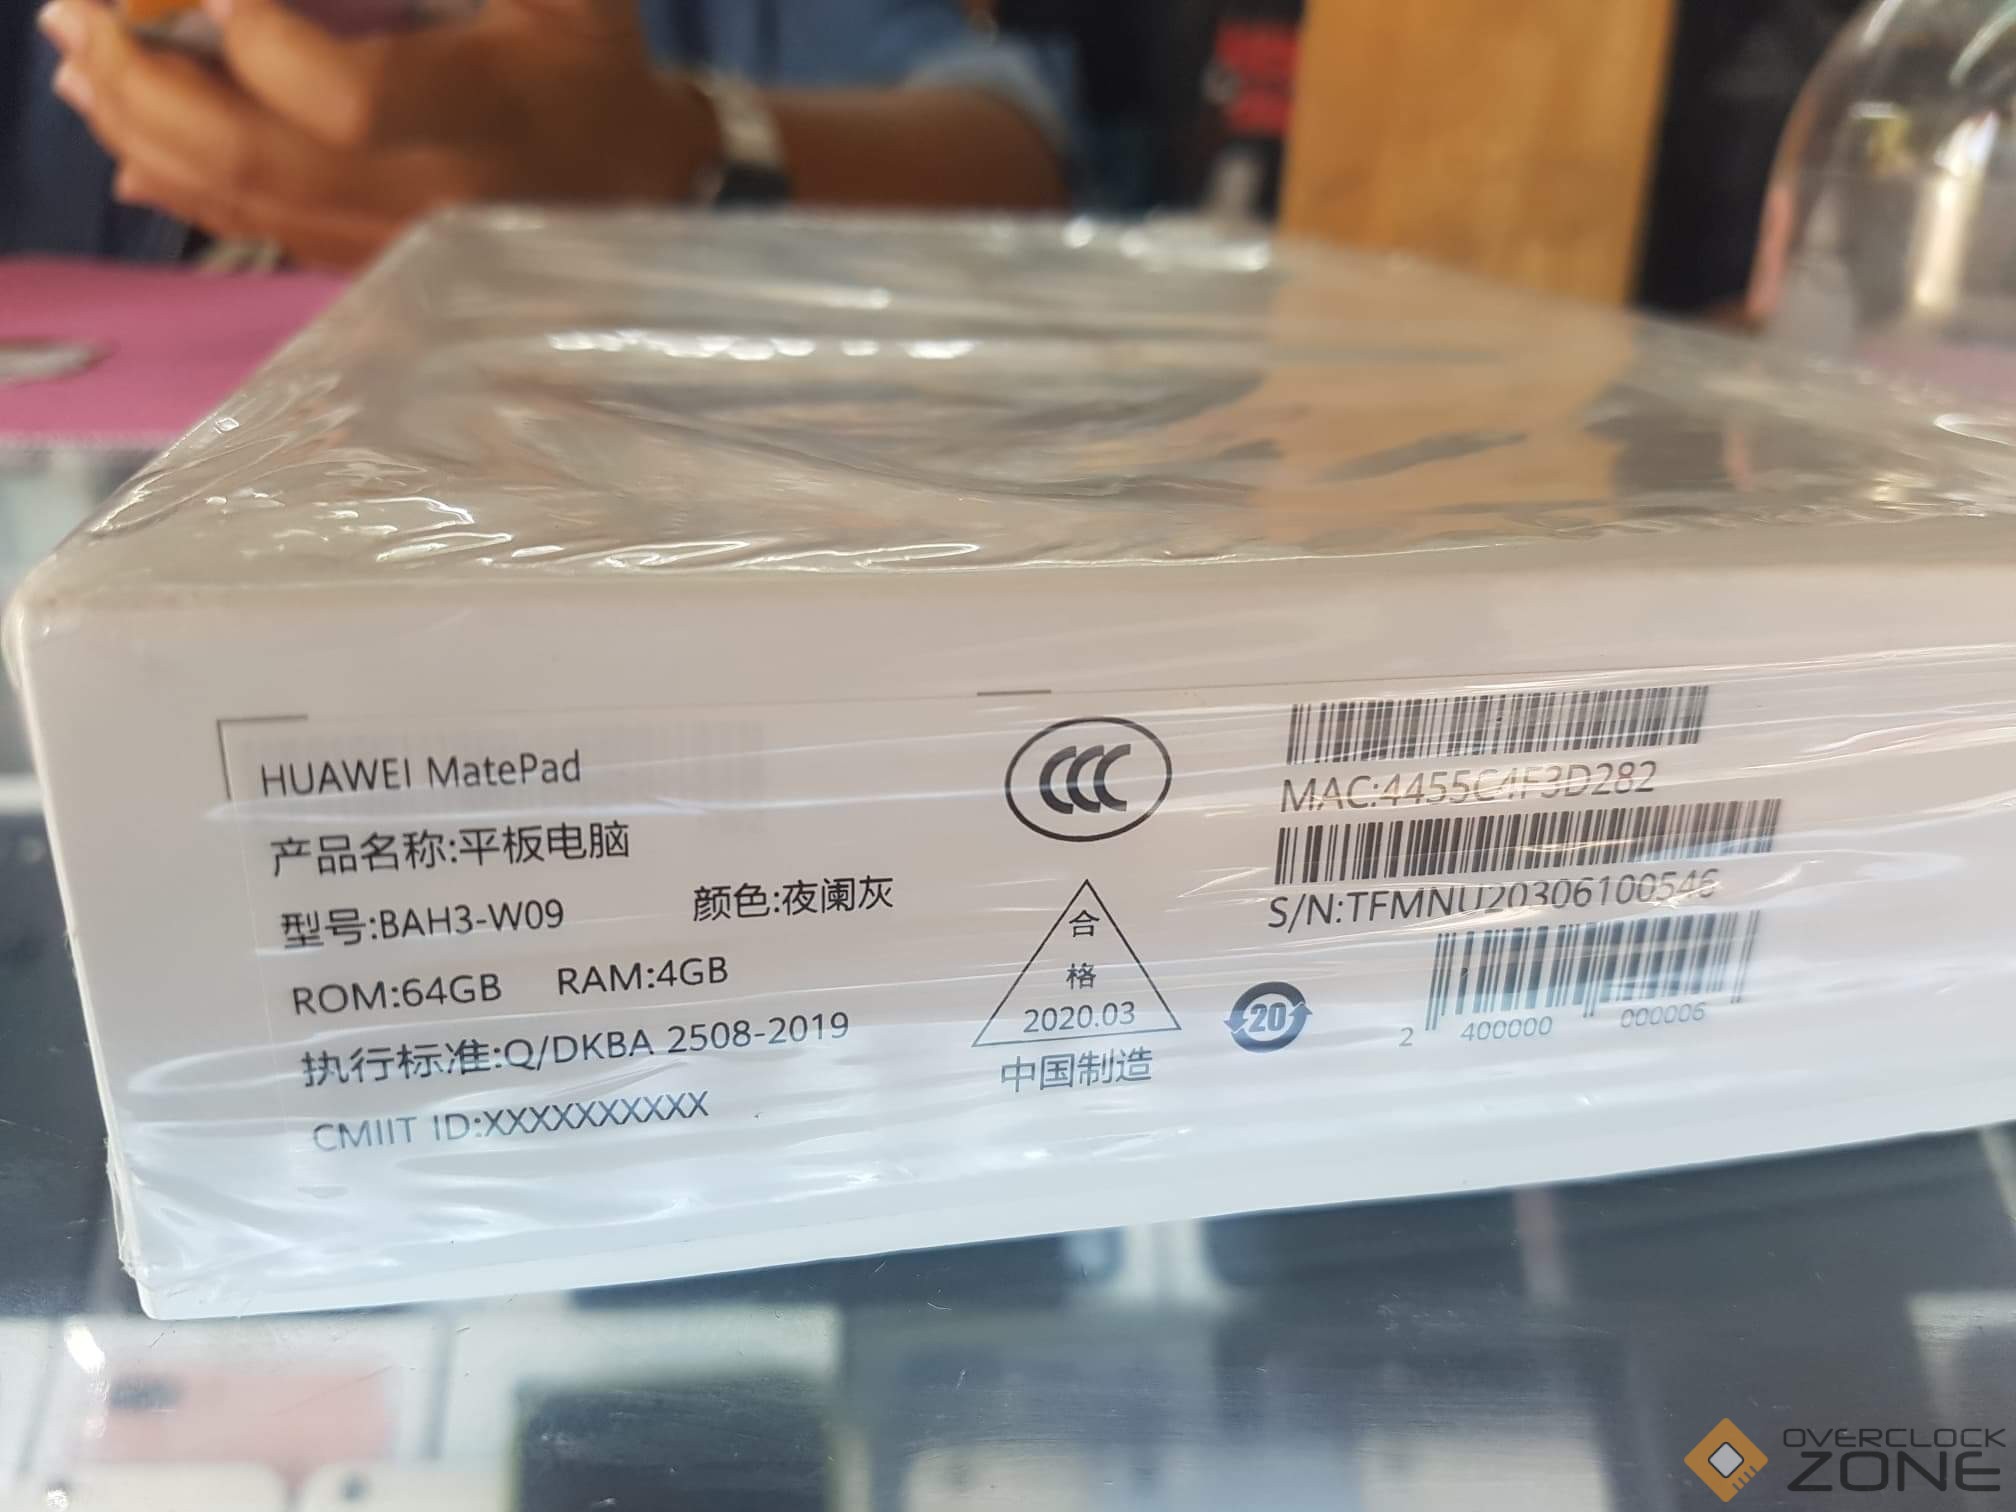 HUAWEI MatePad
产品名称:平板电脑
型号:BAH3-W09 颜色:夜阑灰
ROM:64GB RAM:4GB
执行标准:Q/DKBA 2508-2019
CMIIT ID:XXXXXXXXXX
CCC
合
格
2020.03
中国制造
20
MAC:4455C4F3D282
S/N:TFMNU20306100546
2 400000 000006
OVERCLOCK
ZONE